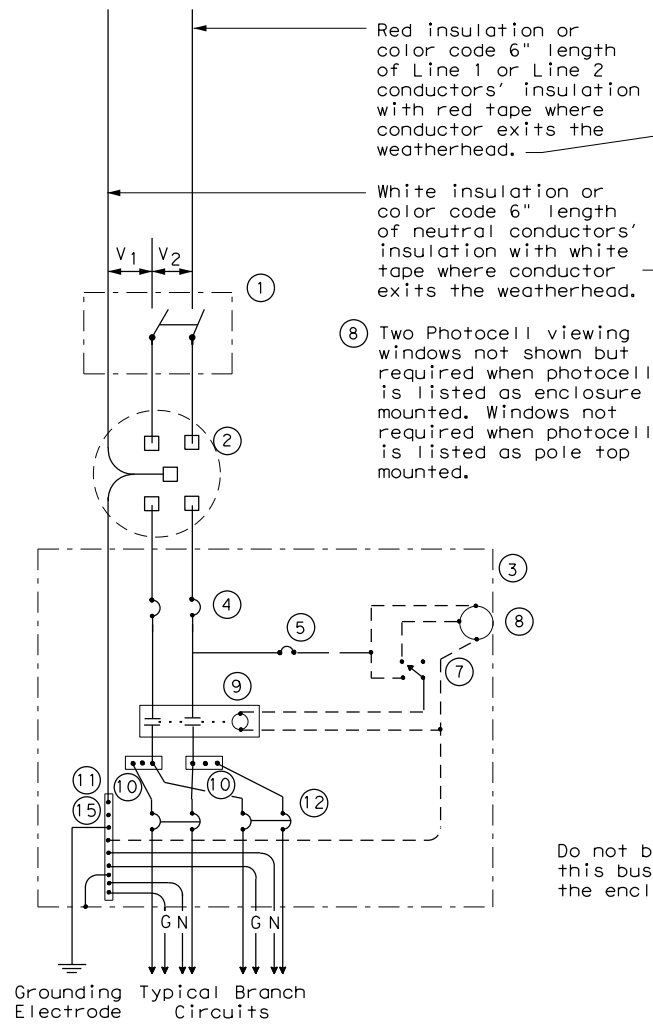 Red insulation or
color code 6" length
of Line 1 or Line 2
conductors' insulation
with red tape where
conductor exits the
weatherhead.
White insulation or
color code 6" length
of neutral conductors'
insulation with white
tape where conductor
exits the weatherhead.
V1 V2
1
8 Two Photocell viewing
windows not shown but
required when photocell
is listed as enclosure
mounted. Windows not
required when photocell
is listed as pole top
mounted.
2
3
4
5
8
7
9
11 10 10
15 12
Do not b
this bus
the encl
G N G N
Grounding
Electrode
Typical Branch
Circuits